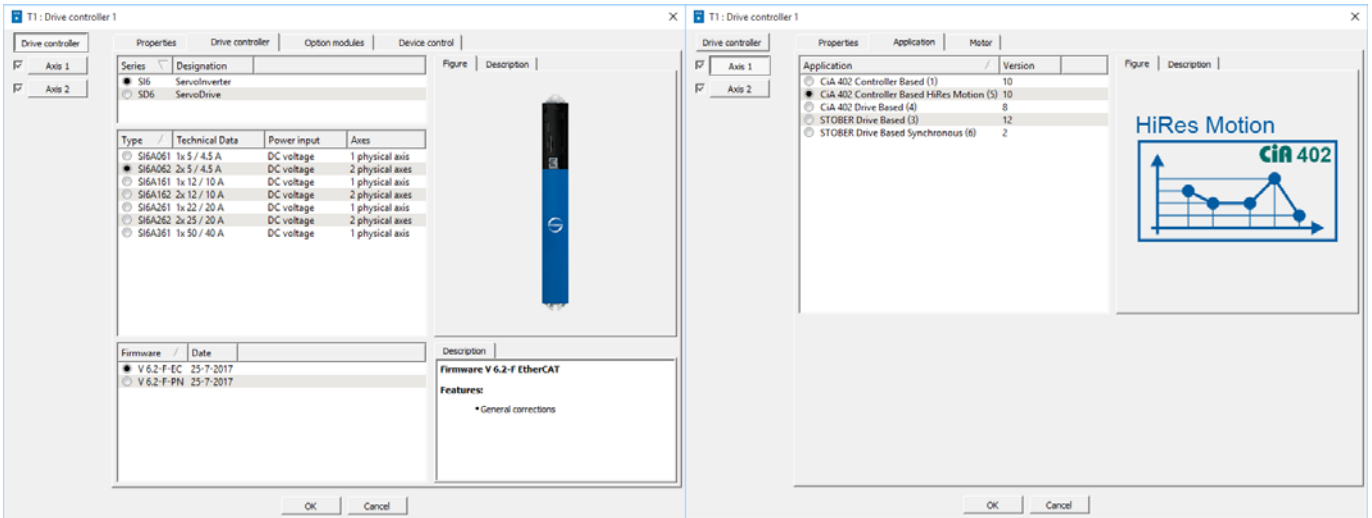 T1 : Drive controller 1
Drive controller
Axis 1
Axis 2
Properties Drive controller Option modules Device control
Series Designation
SI6 ServoInverter
SD6 ServoDrive
Type Technical Data Power input Axes
SI6A061 1x 5 / 4.5 A DC voltage 1 physical axis
SI6A062 2x 5 / 4.5 A DC voltage 2 physical axes
SI6A161 1x 12 / 10 A DC voltage 1 physical axis
SI6A162 2x 12 / 10 A DC voltage 2 physical axes
SI6A261 1x 22 / 20 A DC voltage 1 physical axis
SI6A262 2x 25 / 20 A DC voltage 2 physical axes
SI6A361 1x 50 / 40 A DC voltage 1 physical axis
Firmware Date
V 6.2-F-EC 25-7-2017
V 6.2-F-PN 25-7-2017
Figure Description
Description
Firmware V 6.2-F EtherCAT
Features:
• General corrections
OK Cancel
T1 : Drive controller 1
Drive controller
Axis 1
Axis 2
Properties Application Motor
Application Version
CiA 402 Controller Based (1) 10
CiA 402 Controller Based HiRes Motion (5) 10
CiA 402 Drive Based (4) 8
STOBER Drive Based (3) 12
STOBER Drive Based Synchronous (6) 2
Figure Description
HiRes Motion
CiA 402
OK Cancel